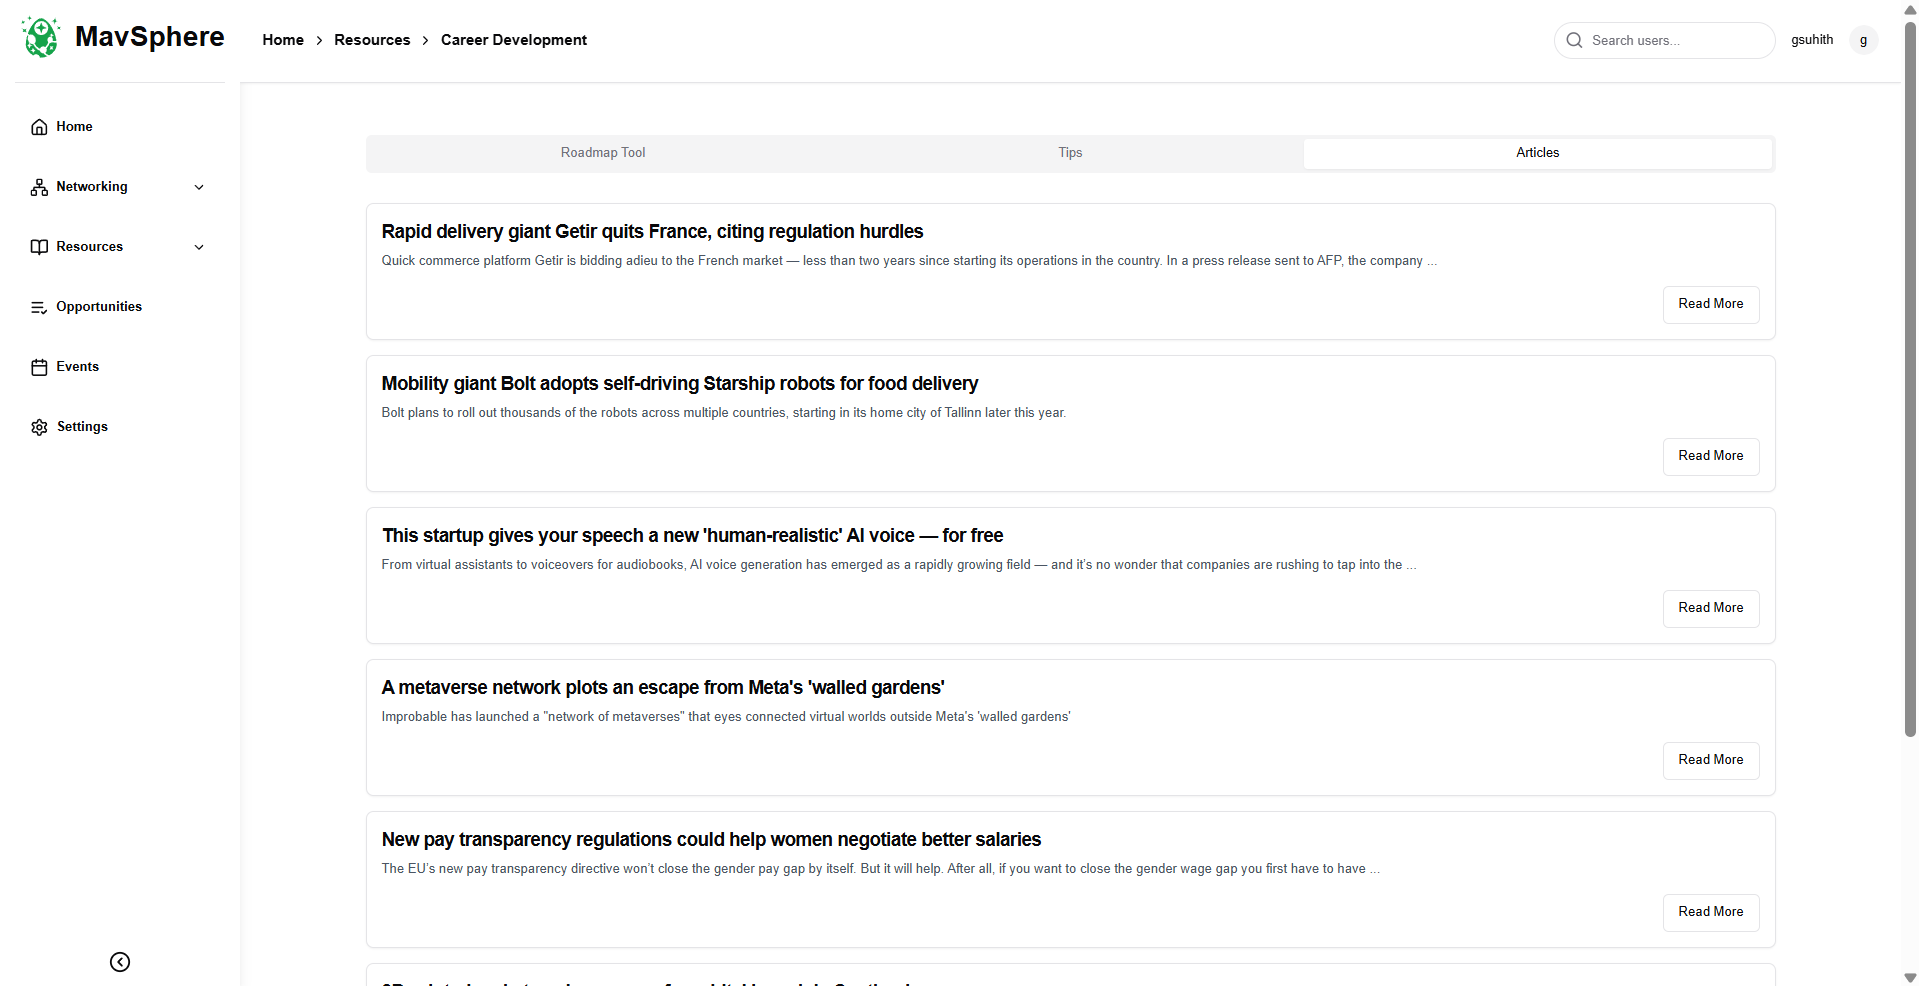 MavSphere
Home > Resources > Career Development
Search users...
gsuhith
g
Home
Networking
Resources
Opportunities
Events
Settings
Roadmap Tool
Tips
Articles
Rapid delivery giant Getir quits France, citing regulation hurdles
Quick commerce platform Getir is bidding adieu to the French market — less than two years since starting its operations in the country. In a press release sent to AFP, the company ...
Read More
Mobility giant Bolt adopts self-driving Starship robots for food delivery
Bolt plans to roll out thousands of the robots across multiple countries, starting in its home city of Tallinn later this year.
Read More
This startup gives your speech a new 'human-realistic' AI voice — for free
From virtual assistants to voiceovers for audiobooks, AI voice generation has emerged as a rapidly growing field — and it’s no wonder that companies are rushing to tap into the ...
Read More
A metaverse network plots an escape from Meta's 'walled gardens'
Improbable has launched a "network of metaverses" that eyes connected virtual worlds outside Meta's 'walled gardens'
Read More
New pay transparency regulations could help women negotiate better salaries
The EU’s new pay transparency directive won’t close the gender pay gap by itself. But it will help. After all, if you want to close the gender wage gap you first have to have ...
Read More